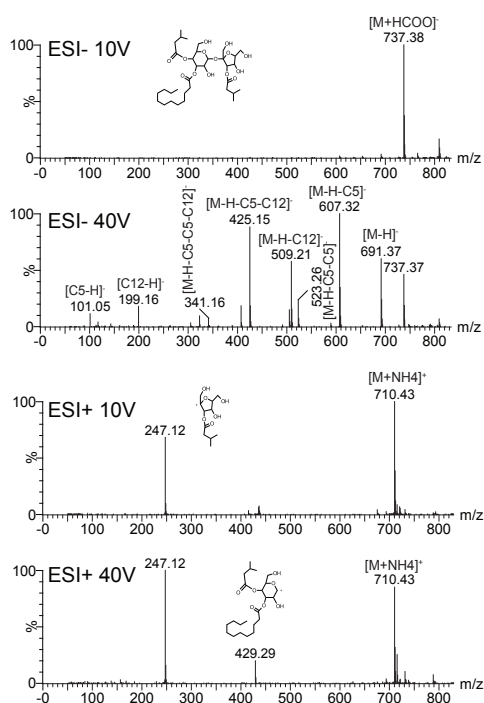 ESI- 10V
[M+HCOO]⁻
737.38
100
%
0
-0 100 200 300 400 500 600 700 800 m/z
ESI- 40V
[M-H-C5]⁻
607.32
[M-H-C5-C12]⁻
425.15
[M-H-C5-C5-C12]⁻
[M-H-C12]⁻
509.21
[M-H]⁻
691.37
737.37
523.26
[M-H-C5-C5]⁻
[C5-H]⁻
101.05
[C12-H]⁻
199.16
341.16
100
%
0
-0 100 200 300 400 500 600 700 800 m/z
ESI+ 10V
[M+NH4]⁺
710.43
247.12
100
%
0
-0 100 200 300 400 500 600 700 800 m/z
ESI+ 40V
247.12
[M+NH4]⁺
710.43
429.29
100
%
0
-0 100 200 300 400 500 600 700 800 m/z